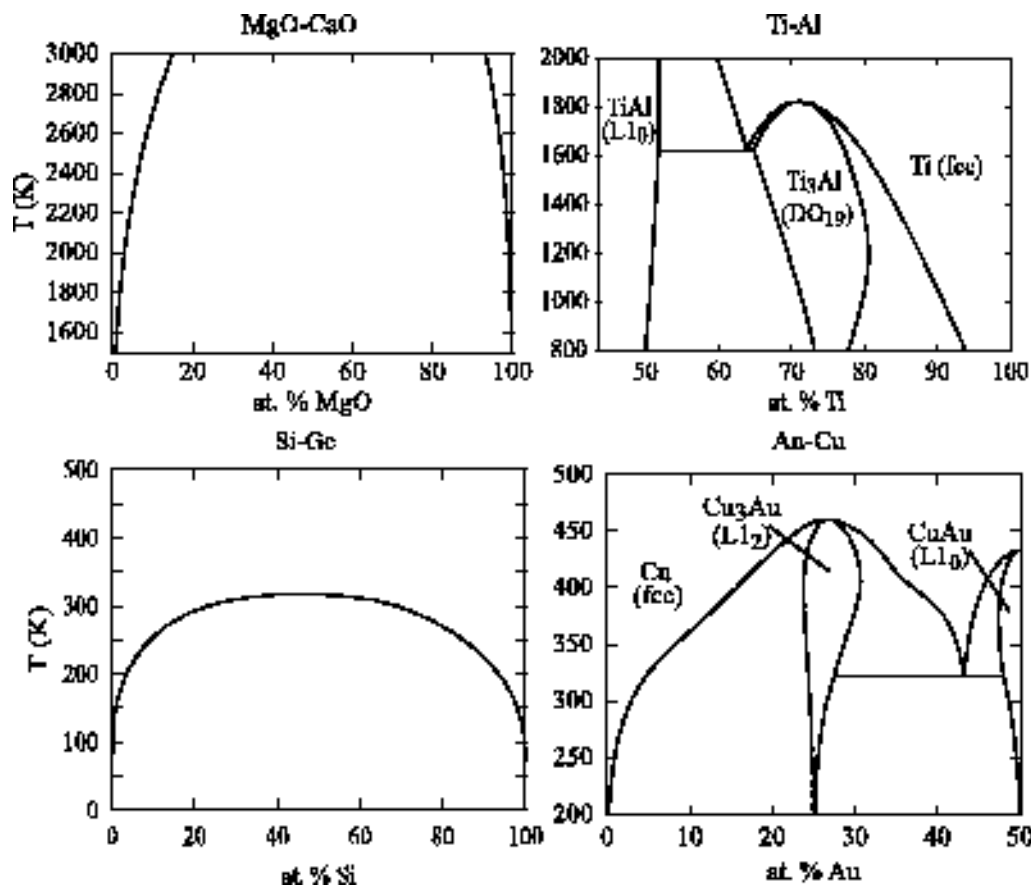 MgO-CaO
3000
2800
2600
2400
2200
2000
1800
1600
T (K)
0 20 40 60 80 100
at. % MgO
Ti-Al
2000
1800
1600
1400
1200
1000
800
TiAl
(L10)
Ti3Al
(DO19)
Ti (fcc)
50 60 70 80 90 100
at. % Ti
Si-Ge
500
400
300
200
100
0
T (K)
0 20 40 60 80 100
at % Si
An-Cu
500
450
400
350
300
250
200
Cu3Au
(L12)
CuAu
(L10)
Cu
(fcc)
0 10 20 30 40 50
at. % Au